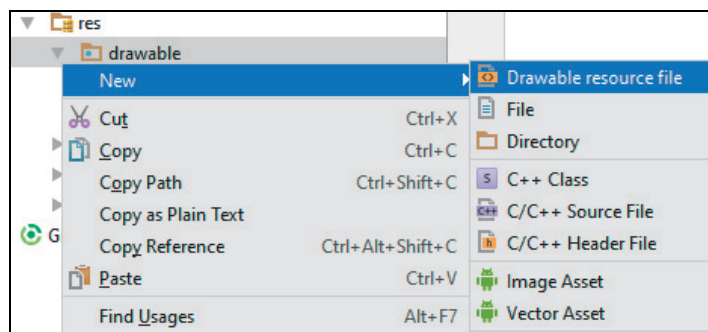 res
drawable
New
Drawable resource file
Cut Ctrl+X
File
Copy Ctrl+C
Directory
Copy Path Ctrl+Shift+C
S C++ Class
Copy as Plain Text
C++ C/C++ Source File
G
Copy Reference Ctrl+Alt+Shift+C
h C/C++ Header File
Paste Ctrl+V
Image Asset
Find Usages Alt+F7
Vector Asset